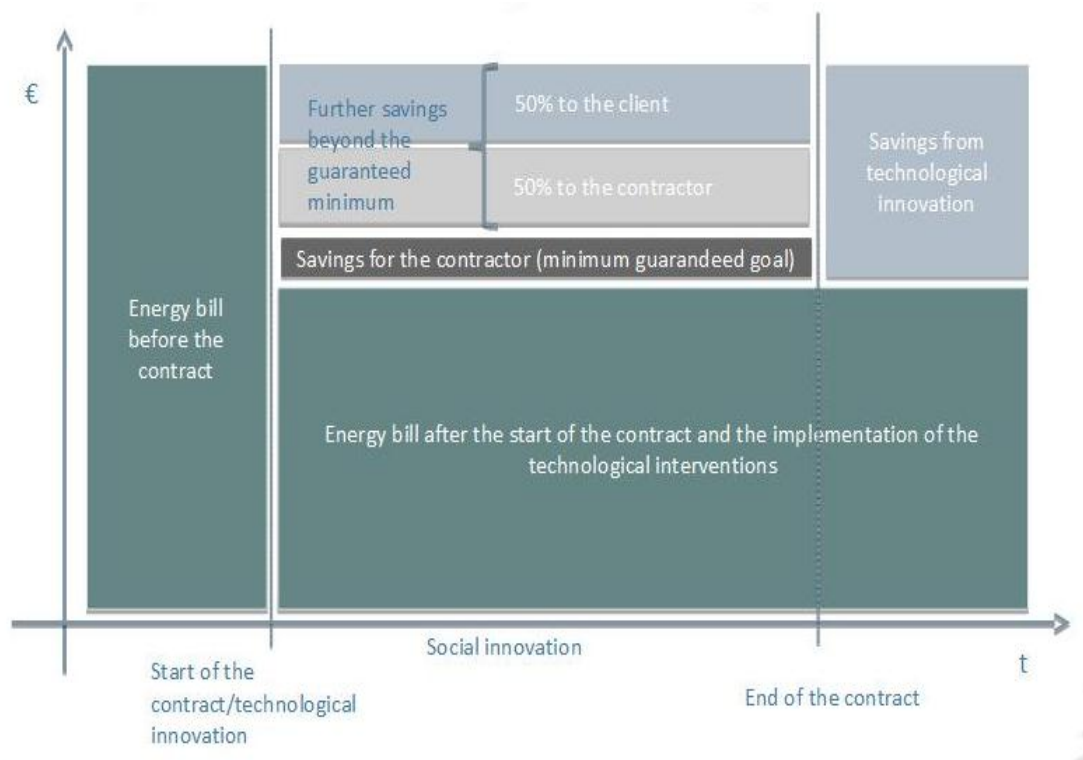 €
Further savings
beyond the
guaranteed
minimum
50% to the client
50% to the contractor
Savings from
technological
innovation
Savings for the contractor (minimum guarandeed goal)
Energy bill
before the
contract
Energy bill after the start of the contract and the implementation of the
technological interventions
Social innovation
t
Start of the
contract/technological
innovation
End of the contract